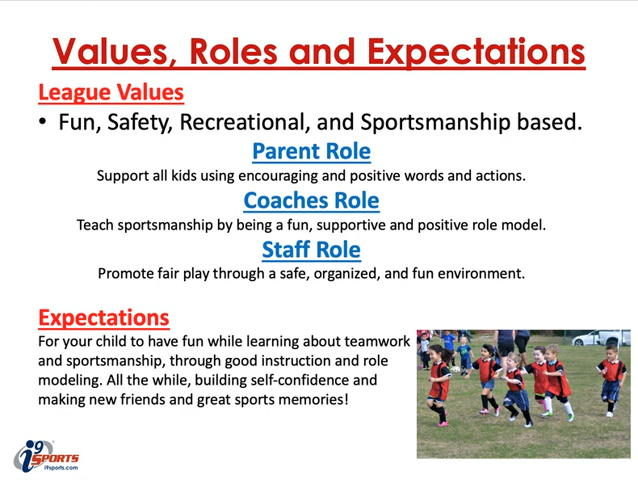 Values, Roles and Expectations
League Values
• Fun, Safety, Recreational, and Sportsmanship based.
Parent Role
Support all kids using encouraging and positive words and actions.
Coaches Role
Teach sportsmanship by being a fun, supportive and positive role model.
Staff Role
Promote fair play through a safe, organized, and fun environment.
Expectations
For your child to have fun while learning about teamwork
and sportsmanship, through good instruction and role
modeling. All the while, building self-confidence and
making new friends and great sports memories!
i9 SPORTS
i9sports.com